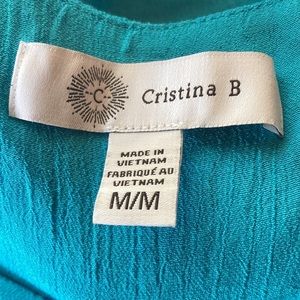 -C-
Cristina B
MADE IN
VIETNAM
FABRIQUÉ AU
VIETNAM
M/M